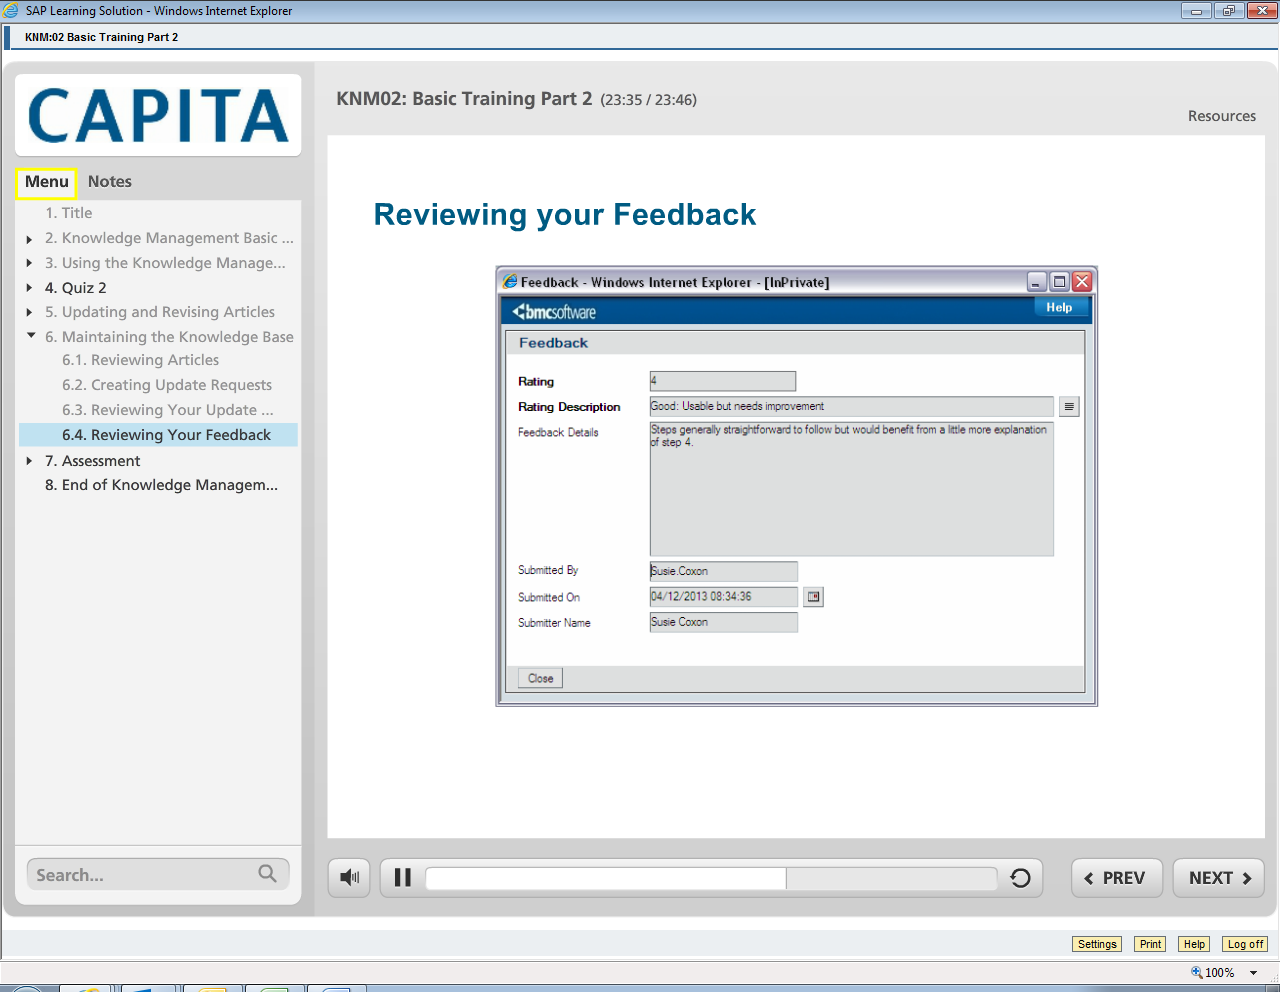 SAP Learning Solution - Windows Internet Explorer
KNM:02 Basic Training Part 2
CAPITA
KNM02: Basic Training Part 2 (23:35 / 23:46)
Resources
Menu
Notes
1. Title
2. Knowledge Management Basic ...
3. Using the Knowledge Manage...
4. Quiz 2
5. Updating and Revising Articles
6. Maintaining the Knowledge Base
6.1. Reviewing Articles
6.2. Creating Update Requests
6.3. Reviewing Your Update ...
6.4. Reviewing Your Feedback
7. Assessment
8. End of Knowledge Managem...
Search...
Reviewing your Feedback
Feedback - Windows Internet Explorer - [InPrivate]
bmcsoftware
Help
Feedback
Rating
4
Rating Description
Good: Usable but needs improvement
Feedback Details
Steps generally straightforward to follow but would benefit from a little more explanation
of step 4.
Submitted By
Susie.Coxon
Submitted On
04/12/2013 08:34:36
Submitter Name
Susie Coxon
Close
PREV
NEXT
Settings
Print
Help
Log off
100%